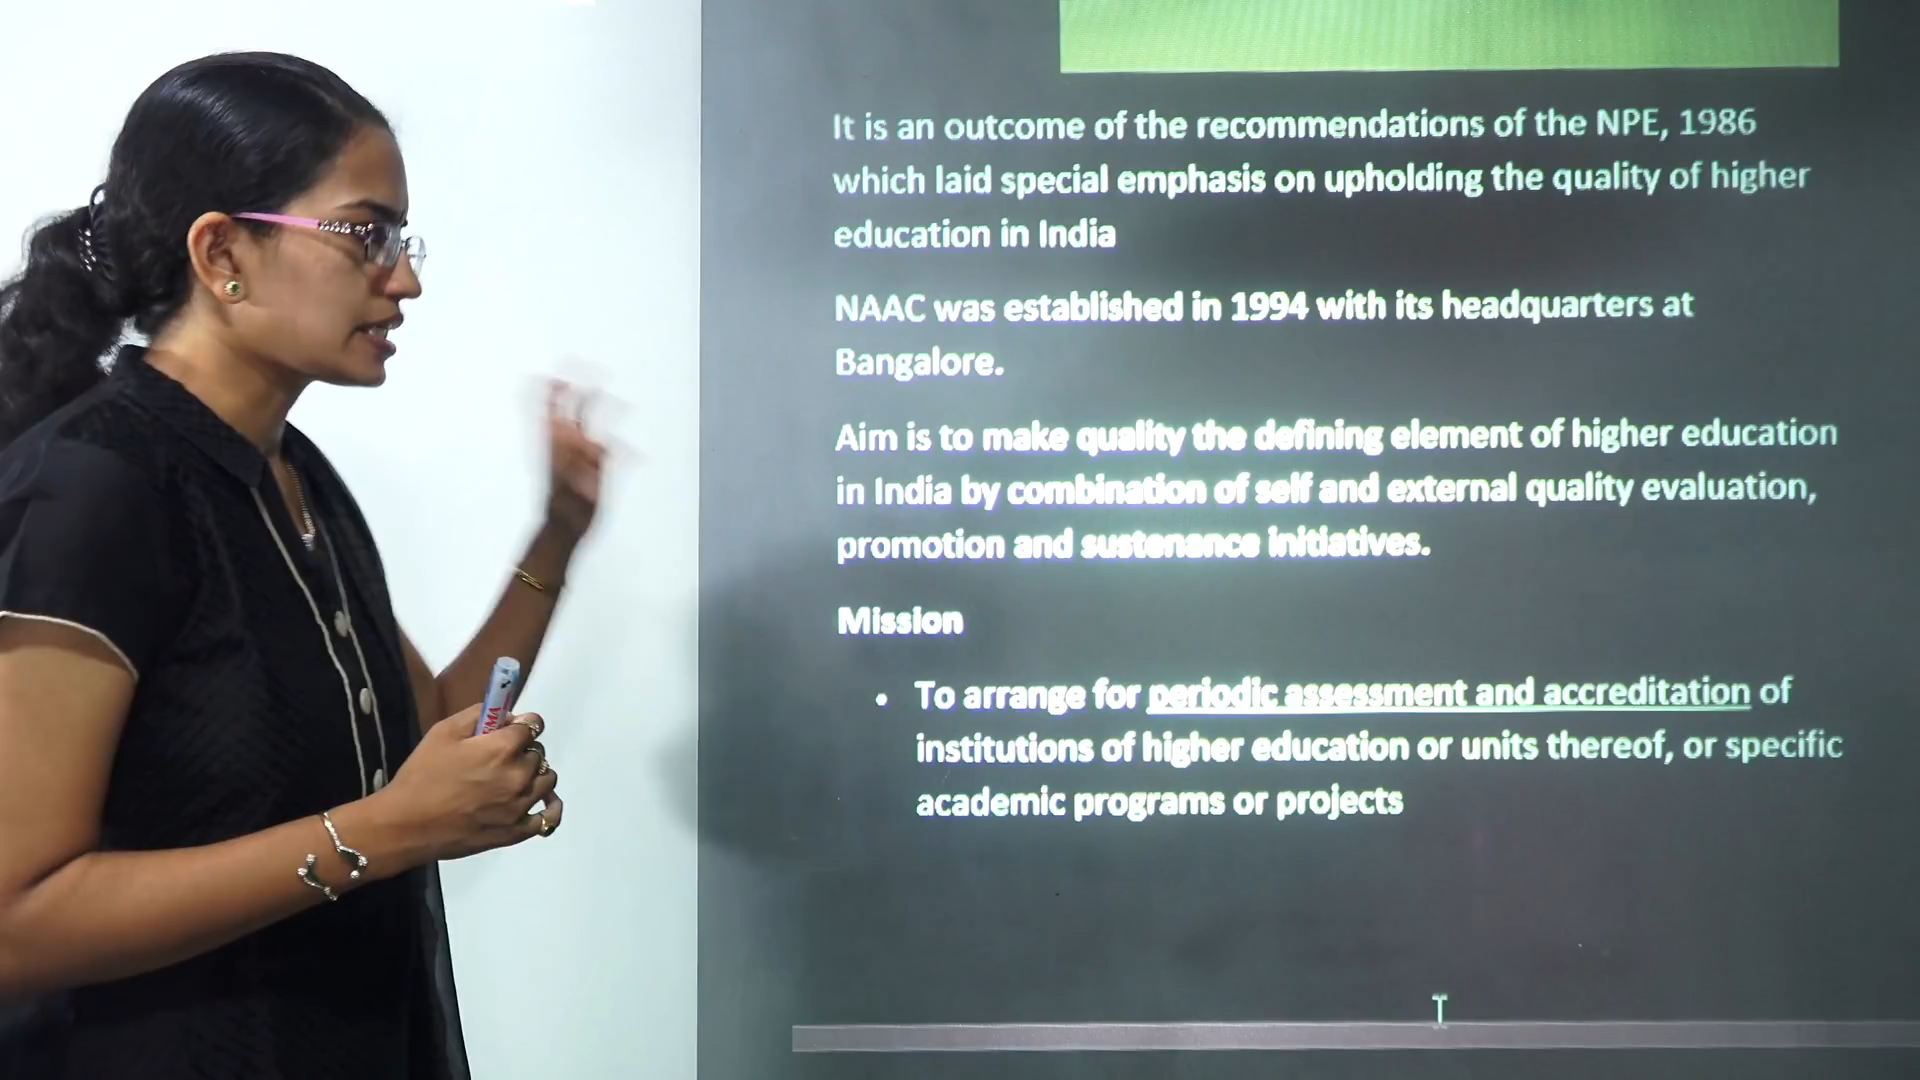 It is an outcome of the recommendations of the NPE, 1986
which laid special emphasis on upholding the quality of higher
education in India
NAAC was established in 1994 with its headquarters at
Bangalore.
Aim is to make quality the defining element of higher education
in India by combination of self and external quality evaluation,
promotion and sustenance initiatives.
Mission
• To arrange for periodic assessment and accreditation of
institutions of higher education or units thereof, or specific
academic programs or projects